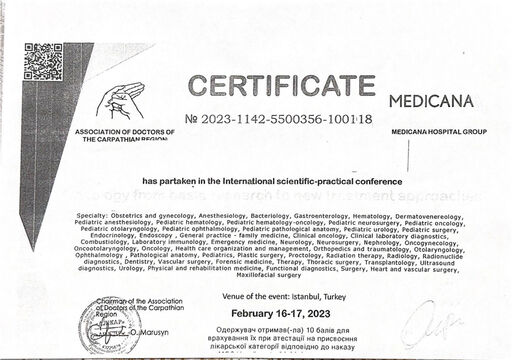 CERTIFICATE
MEDICANA
№ 2023-1142-5500356-100118
ASSOCIATION OF DOCTORS OF
THE CARPATHIAN REGION
MEDICANA HOSPITAL GROUP
has partaken in the International scientific-practical conference
Specialty: Obstetrics and gynecology, Anesthesiology, Bacteriology, Gastroenterology, Hematology, Dermatovenereology,
Pediatric anesthesiology, Pediatric hematology, Pediatric hematology-oncology, Pediatric neurosurgery, Pediatric oncology,
Pediatric otolaryngology, Pediatric ophthalmology, Pediatric pathological anatomy, Pediatric urology, Pediatric surgery,
Endocrinology, Endoscopy , General practice - family medicine, Clinical oncology, Clinical laboratory diagnostics,
Combustiology, Laboratory immunology, Emergency medicine, Neurology, Neurosurgery, Nephrology, Oncogynecology,
Oncootolaryngology, Oncology, Health care organization and management, Orthopedics and traumatology, Otolaryngology,
Ophthalmology , Pathological anatomy, Pediatrics, Plastic surgery, Proctology, Radiation therapy, Radiology, Radionuclide
diagnostics, Dentistry, Vascular surgery, Forensic medicine, Therapy, Thoracic surgery, Transplantology, Ultrasound
diagnostics, Urology, Physical and rehabilitation medicine, Functional diagnostics, Surgery, Heart and vascular surgery,
Maxillofacial surgery
Chairman of the Association
of Doctors of the Carpathian
Region
O. Marusyn
Venue of the event: Istanbul, Turkey
February 16-17, 2023
Одержувач отримав(-ла) 10 балів для
врахування їх при атестації на присвоєння
лікарської категорії відповідно до наказу